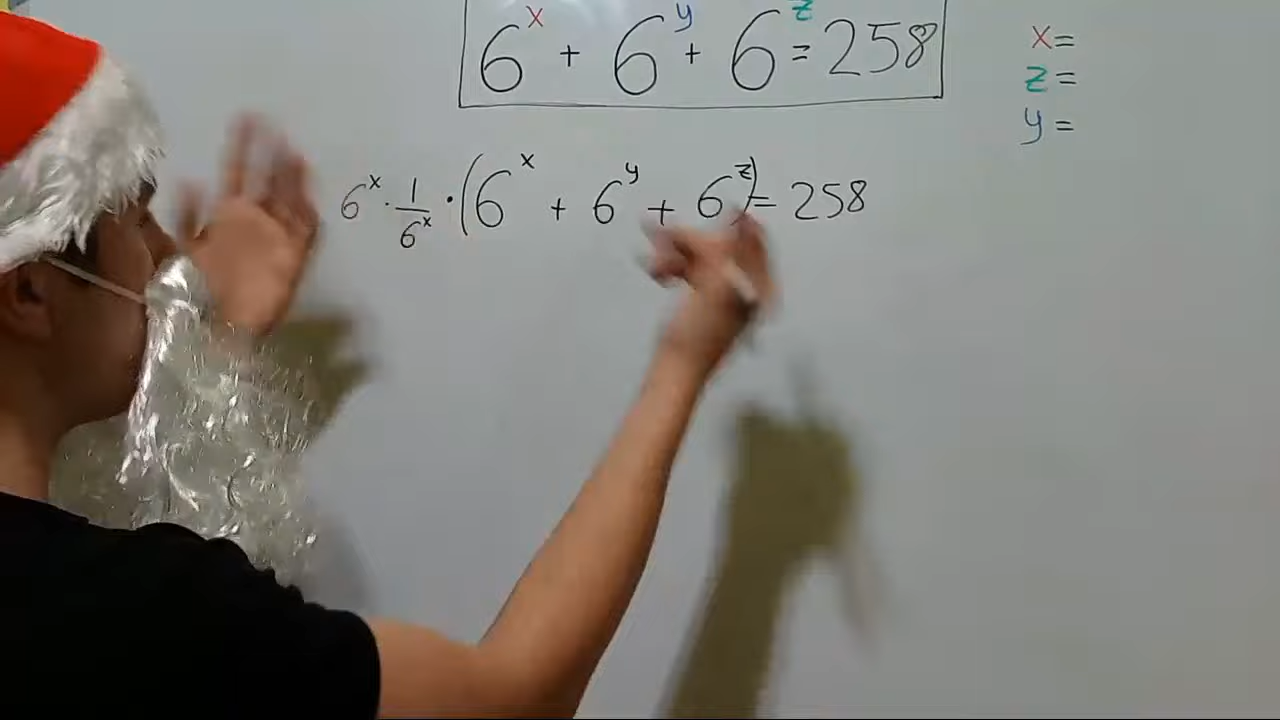 6^x + 6^y + 6^z = 258
x=
z=
y=
6^x · 1/6^x · (6^x + 6^y + 6^z) = 258